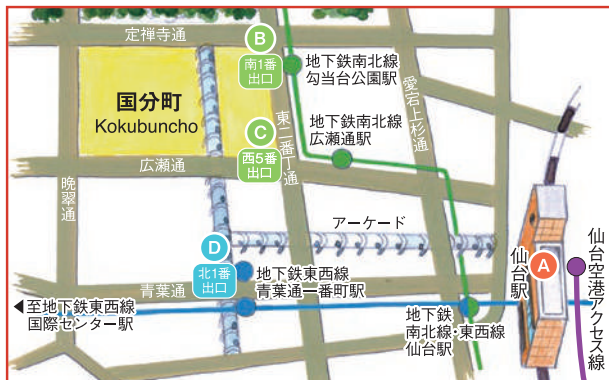 定禅寺通
B
南1番
出口
地下鉄南北線
勾当台公園駅
愛宕上杉通
国分町
Kokubuncho
地下鉄南北線
広瀬通駅
C
西5番
出口
東二番丁通
広瀬通
晩翠通
アーケード
D
北1番
出口
地下鉄東西線
青葉通一番町駅
青葉通
◀至地下鉄東西線
国際センター駅
地下鉄
南北線・東西線
仙台駅
仙台駅
A
仙台空港アクセス線